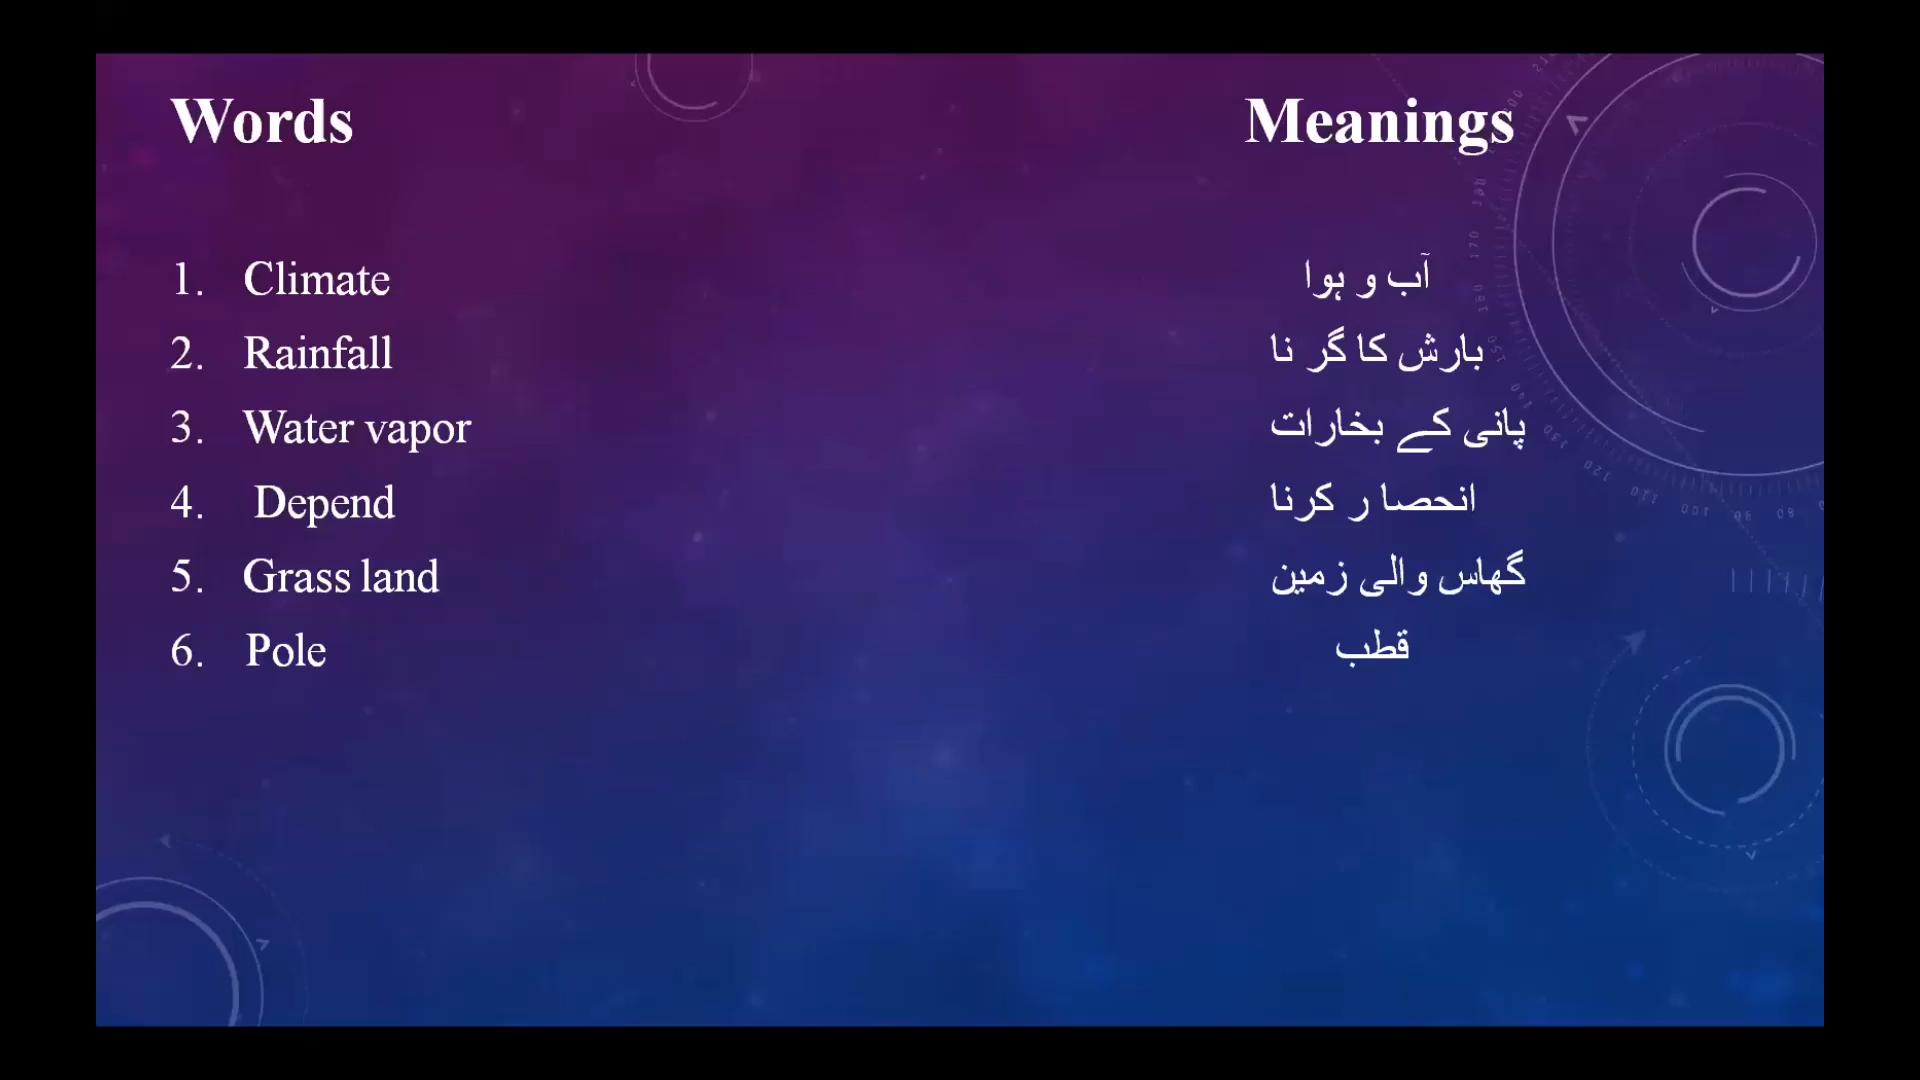 Words Meanings
1. Climate آب و ہوا
2. Rainfall بارش کا گر نا
3. Water vapor پانی کے بخارات
4. Depend انحصا ر کرنا
5. Grass land گھاس والی زمین
6. Pole قطب